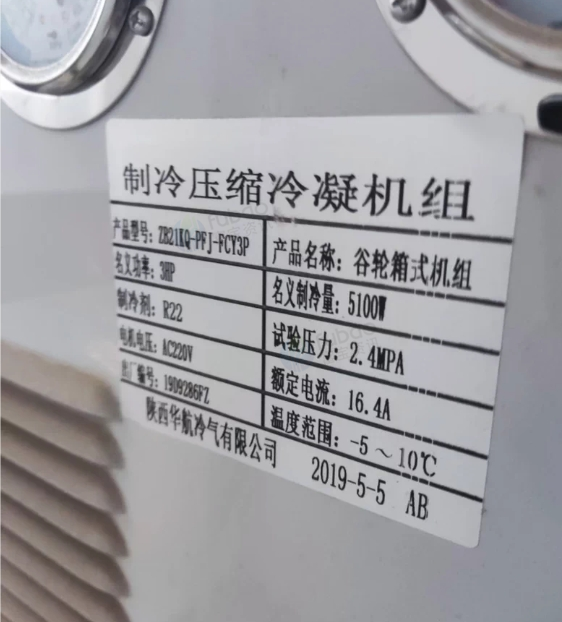 制冷压缩冷凝机组
产品型号：ZB21KQ-PFJ-FCY3P 产品名称：谷轮箱式机组
名义功率：3HP 名义制冷量：5100W
制冷剂：R22 试验压力：2.4MPA
电机电压：AC220V 额定电流：16.4A
出厂编号：1909286FZ 温度范围：-5～10℃
陕西华航冷气有限公司 2019-5-5 AB